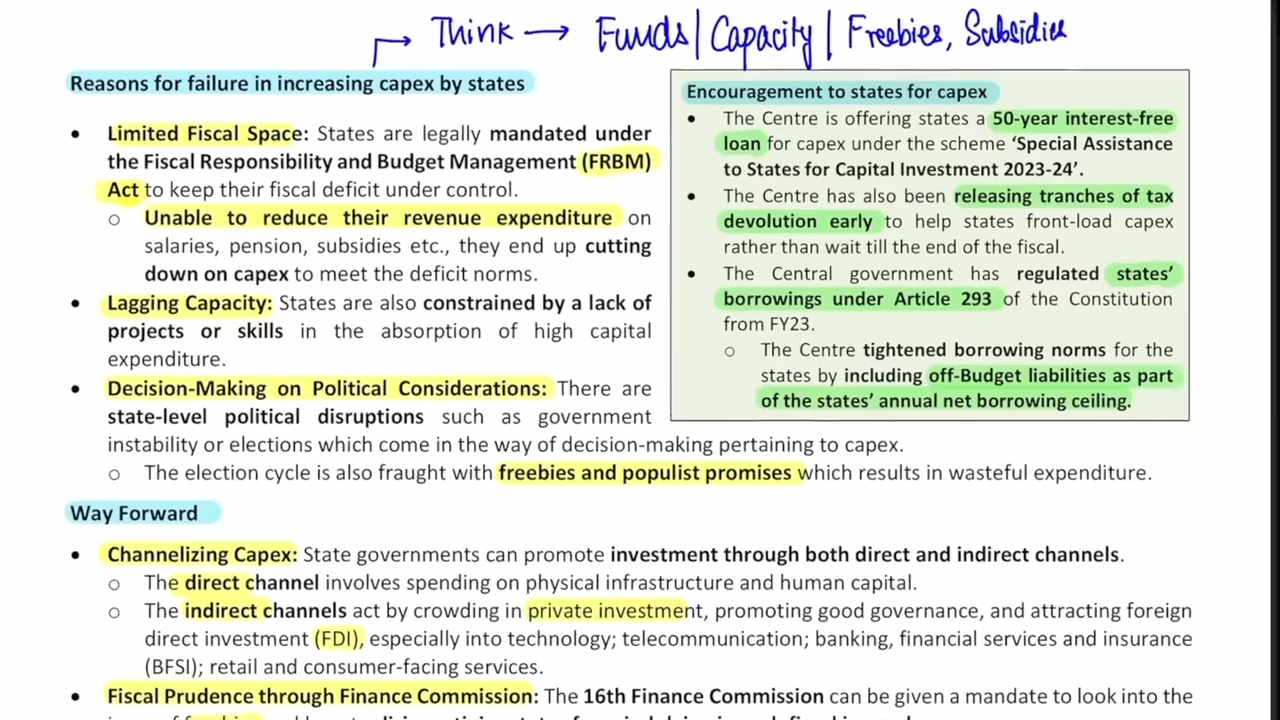 Think → Funds | Capacity | Freebies, Subsidies
Reasons for failure in increasing capex by states
• Limited Fiscal Space: States are legally mandated under
the Fiscal Responsibility and Budget Management (FRBM)
Act to keep their fiscal deficit under control.
o Unable to reduce their revenue expenditure on
salaries, pension, subsidies etc., they end up cutting
down on capex to meet the deficit norms.
• Lagging Capacity: States are also constrained by a lack of
projects or skills in the absorption of high capital
expenditure.
• Decision-Making on Political Considerations: There are
state-level political disruptions such as government
instability or elections which come in the way of decision-making pertaining to capex.
o The election cycle is also fraught with freebies and populist promises which results in wasteful expenditure.
Encouragement to states for capex
• The Centre is offering states a 50-year interest-free
loan for capex under the scheme ‘Special Assistance
to States for Capital Investment 2023-24’.
• The Centre has also been releasing tranches of tax
devolution early to help states front-load capex
rather than wait till the end of the fiscal.
• The Central government has regulated states’
borrowings under Article 293 of the Constitution
from FY23.
o The Centre tightened borrowing norms for the
states by including off-Budget liabilities as part
of the states’ annual net borrowing ceiling.
Way Forward
• Channelizing Capex: State governments can promote investment through both direct and indirect channels.
o The direct channel involves spending on physical infrastructure and human capital.
o The indirect channels act by crowding in private investment, promoting good governance, and attracting foreign
direct investment (FDI), especially into technology; telecommunication; banking, financial services and insurance
(BFSI); retail and consumer-facing services.
• Fiscal Prudence through Finance Commission: The 16th Finance Commission can be given a mandate to look into the